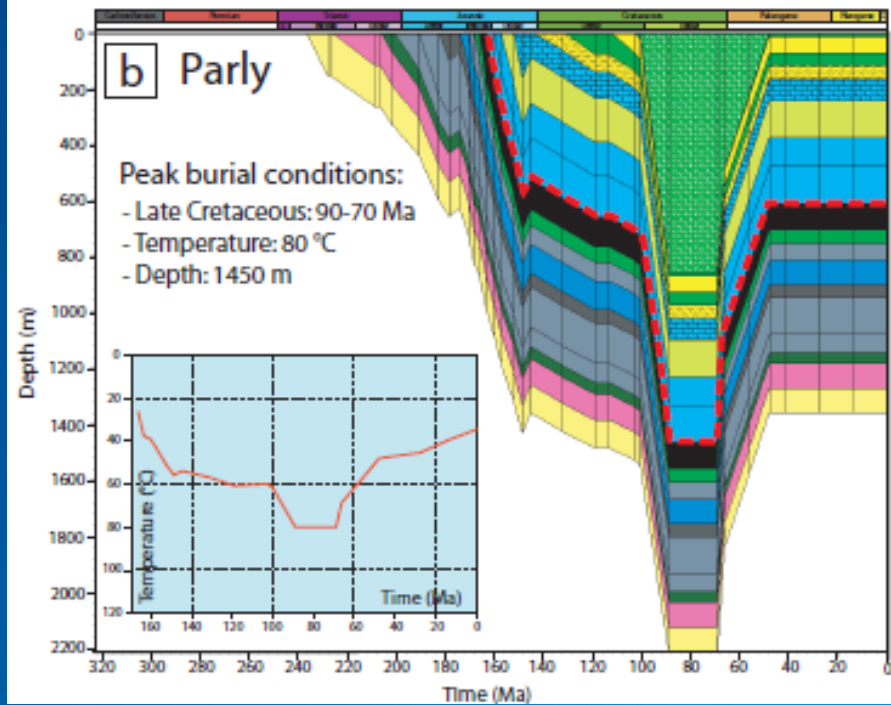 Carboniferous Permian Triassic Jurassic Cretaceous Paleogene Neogene
b Parly
Peak burial conditions:
- Late Cretaceous: 90-70 Ma
- Temperature: 80 ºC
- Depth: 1450 m
Depth (m)
0
200
400
600
800
1000
1200
1400
1600
1800
2000
2200
0
20
40
60
80
100
120
Temperature (ºC)
Time (Ma)
160 140 120 100 80 60 40 20 0
320 300 280 260 240 220 200 180 160 140 120 100 80 60 40 20 0
Time (Ma)